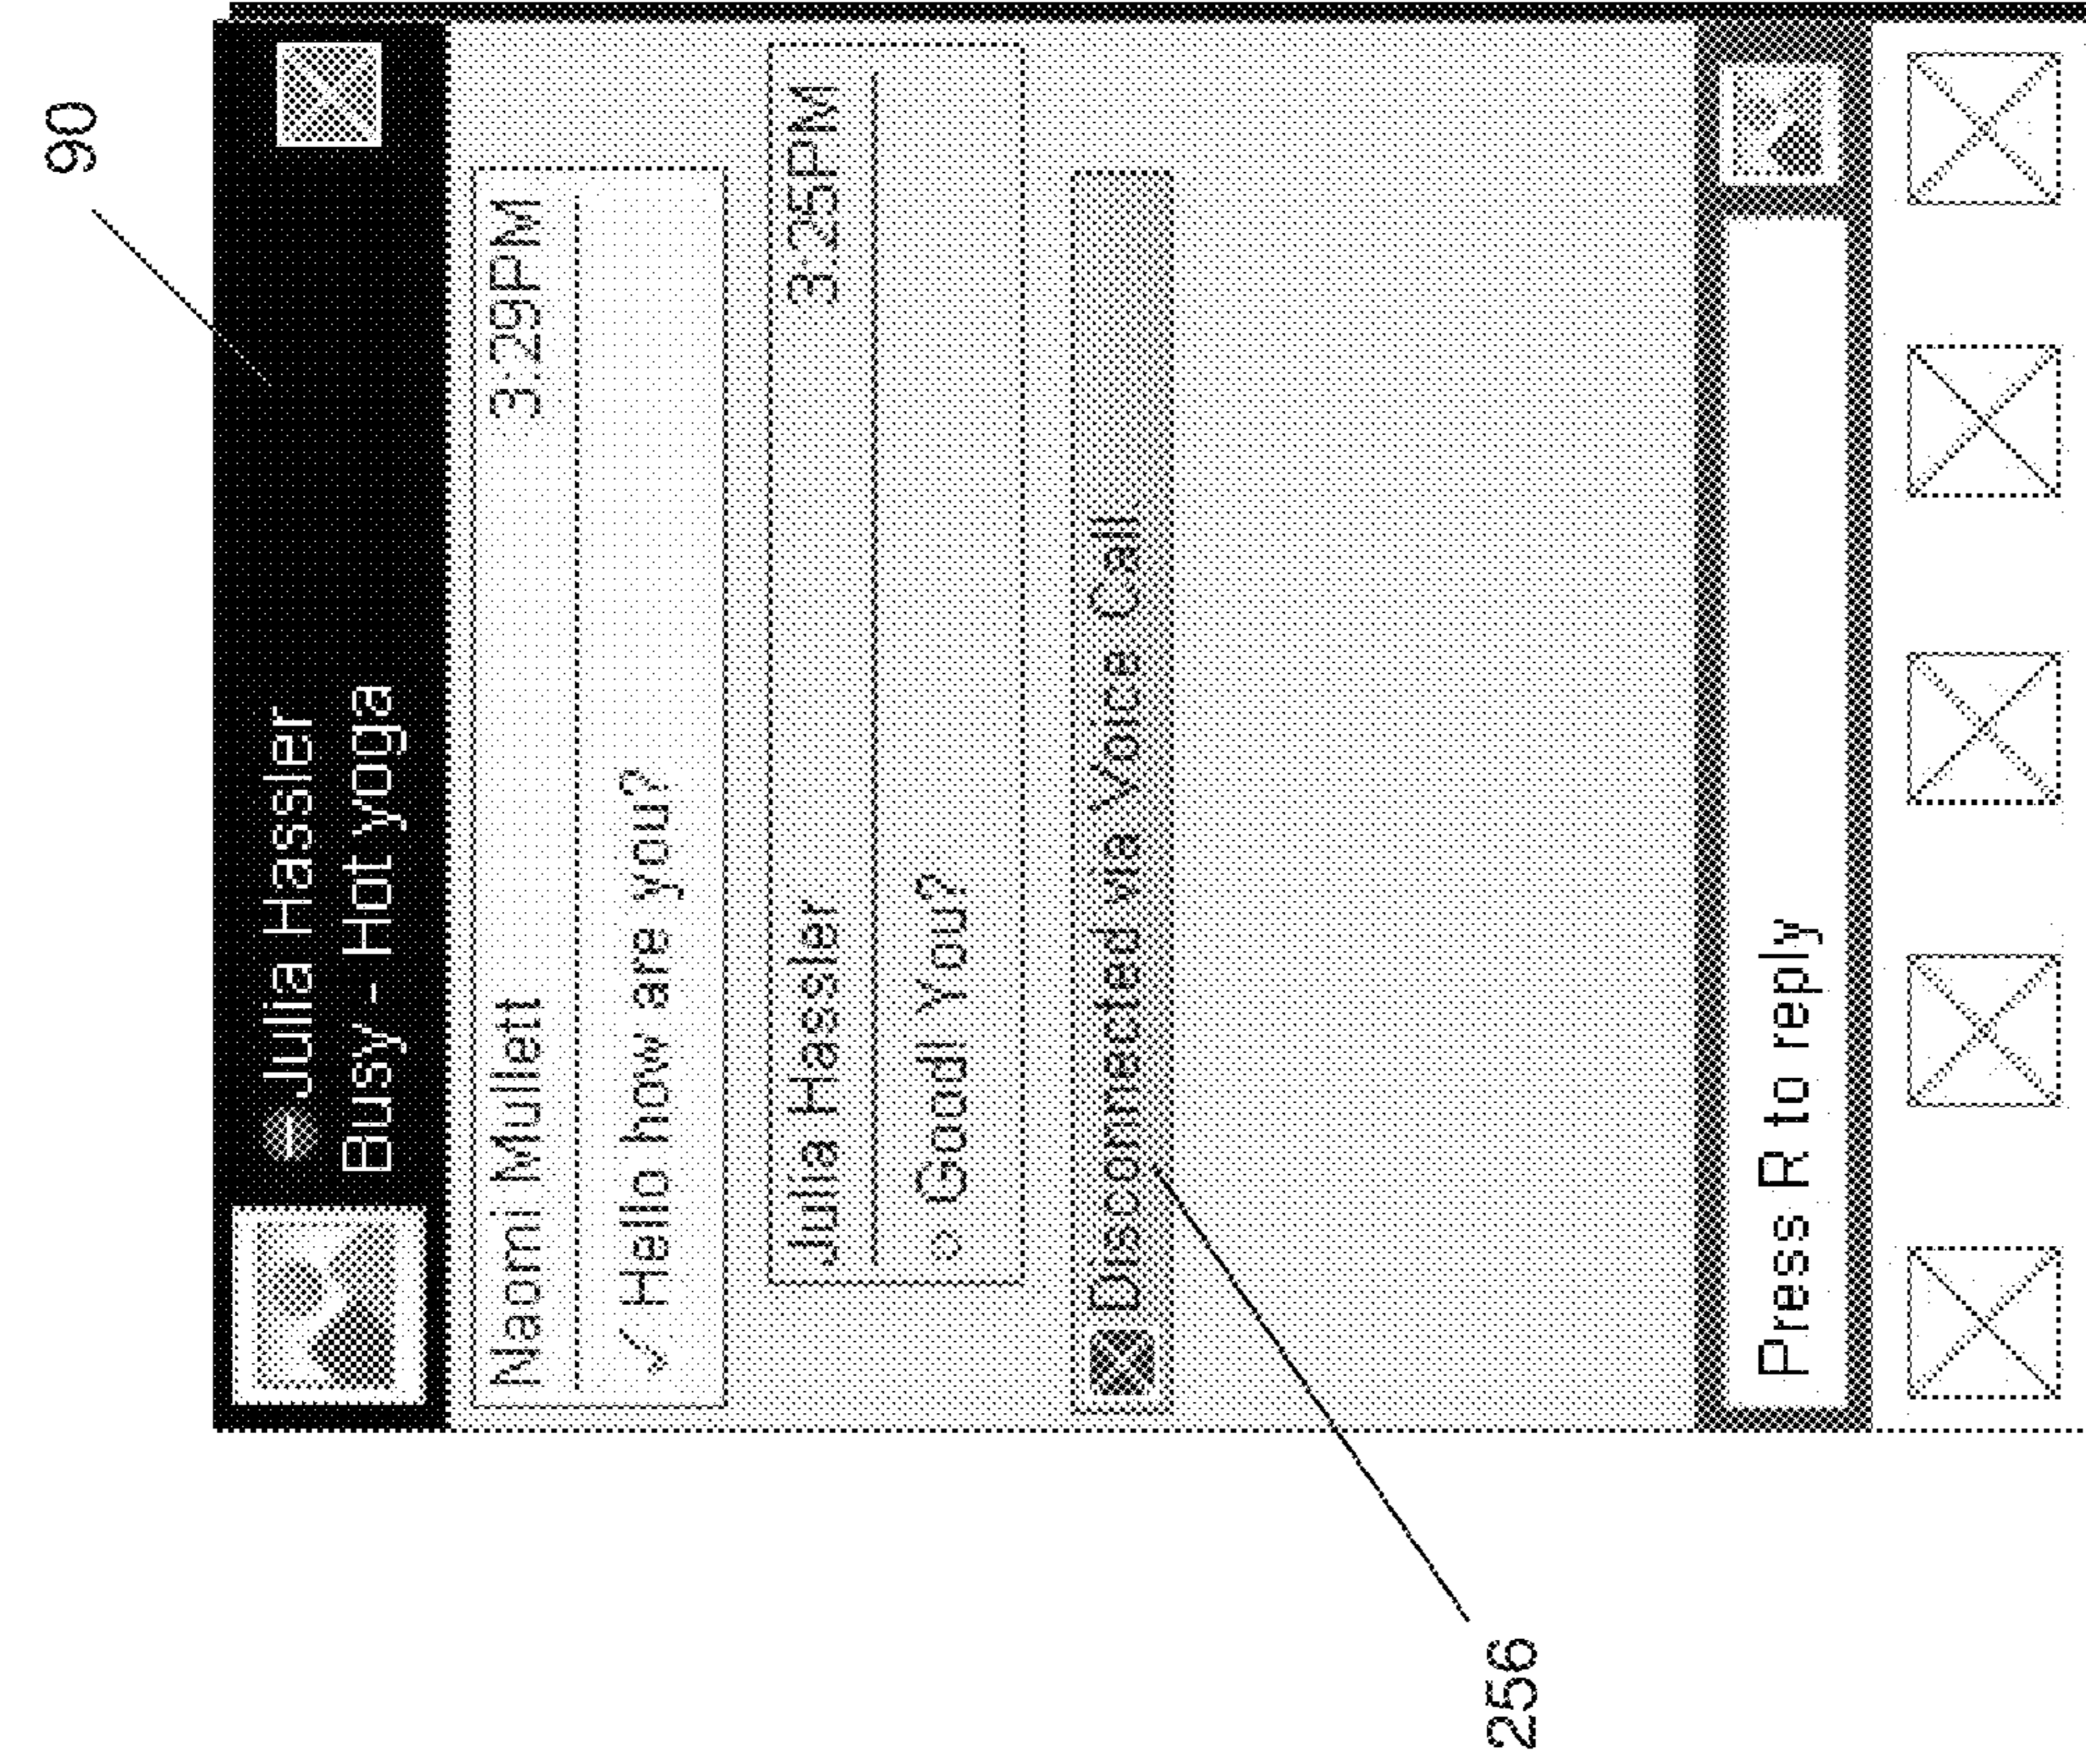 90
Julia Hassler
Busy - Hot yoga
Naomi Mullett 3:29PM
✓ Hello how are you?
Julia Hassler 3:25PM
Good! You?
Disconnected via Voice Call
Press R to reply
256